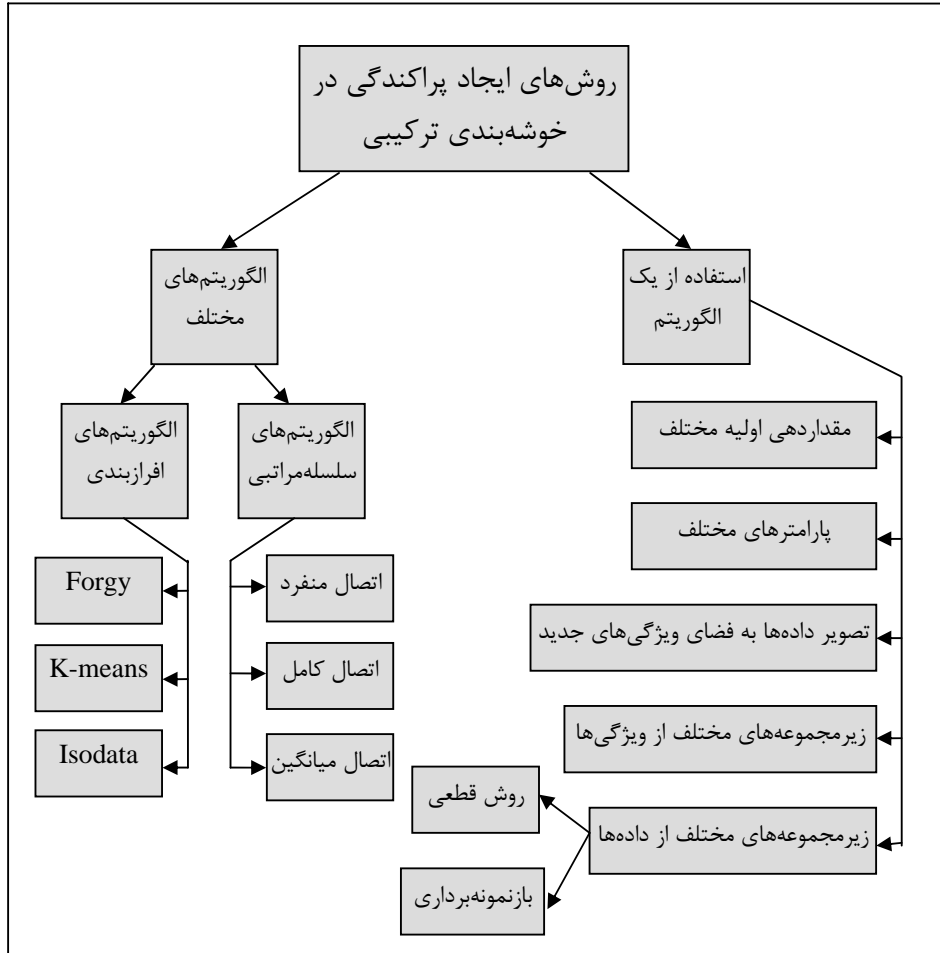 روش‌های ایجاد پراکندگی در
خوشه‌بندی ترکیبی
استفاده از یک
الگوریتم
مقداردهی اولیه مختلف
پارامترهای مختلف
تصویر داده‌ها به فضای ویژگی‌های جدید
زیرمجموعه‌های مختلف از ویژگی‌ها
زیرمجموعه‌های مختلف از داده‌ها
روش قطعی
بازنمونه‌برداری
الگوریتم‌های
مختلف
الگوریتم‌های
سلسله‌مراتبی
اتصال منفرد
اتصال کامل
اتصال میانگین
الگوریتم‌های
افرازبندی
Forgy
K-means
Isodata